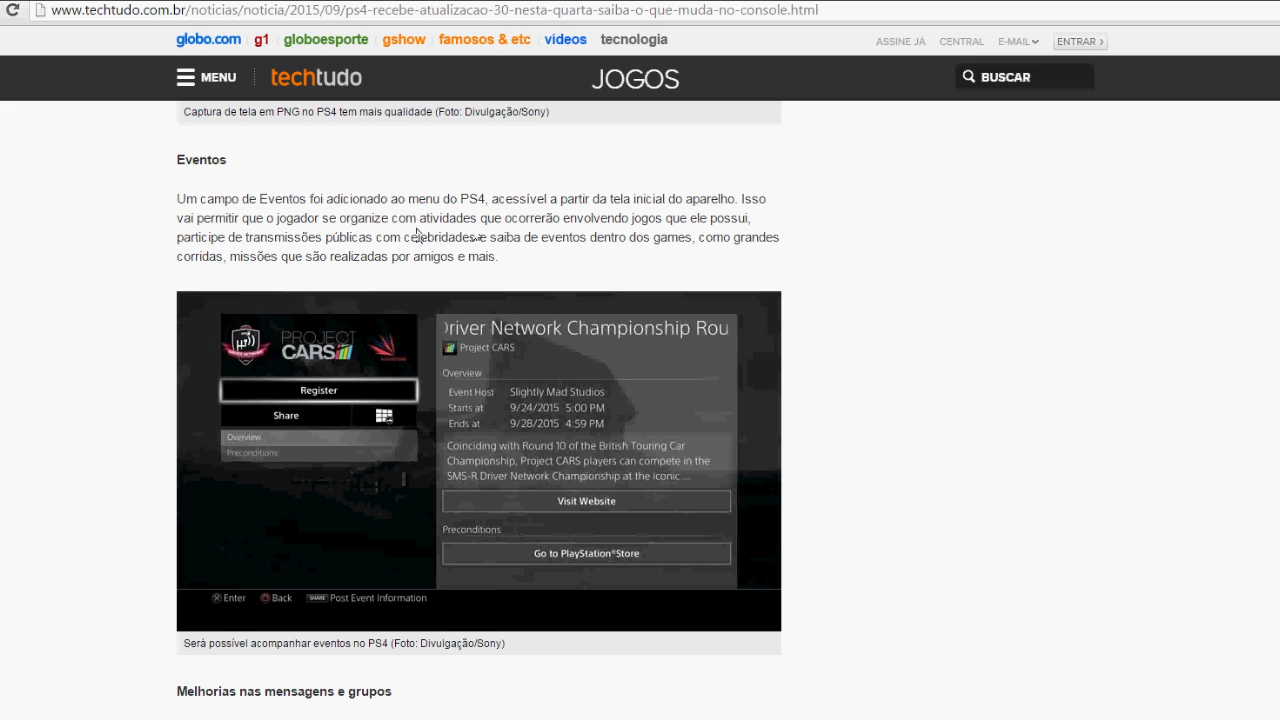 www.techtudo.com.br/noticias/noticia/2015/09/ps4-recebe-atualizacao-30-nesta-quarta-saiba-o-que-muda-no-console.html
globo.com g1 globoesporte gshow famosos & etc videos tecnologia ASSINE JÁ CENTRAL E-MAIL ENTRAR
MENU techtudo JOGOS BUSCAR
Captura de tela em PNG no PS4 tem mais qualidade (Foto: Divulgação/Sony)
Eventos
Um campo de Eventos foi adicionado ao menu do PS4, acessível a partir da tela inicial do aparelho. Isso
vai permitir que o jogador se organize com atividades que ocorrerão envolvendo jogos que ele possui,
participe de transmissões públicas com celebridades e saiba de eventos dentro dos games, como grandes
corridas, missões que são realizadas por amigos e mais.
PROJECT
CARS
Register
Share
Overview
Preconditions
river Network Championship Rou
Project CARS
Overview
Event Host Slightly Mad Studios
Starts at 9/24/2015 5:00 PM
Ends at 9/28/2015 4:59 PM
Coinciding with Round 10 of the British Touring Car
Championship, Project CARS players can compete in the
SMS-R Driver Network Championship at the iconic ...
Visit Website
Preconditions
Go to PlayStation®Store
Enter Back SHARE Post Event Information
Será possível acompanhar eventos no PS4 (Foto: Divulgação/Sony)
Melhorias nas mensagens e grupos